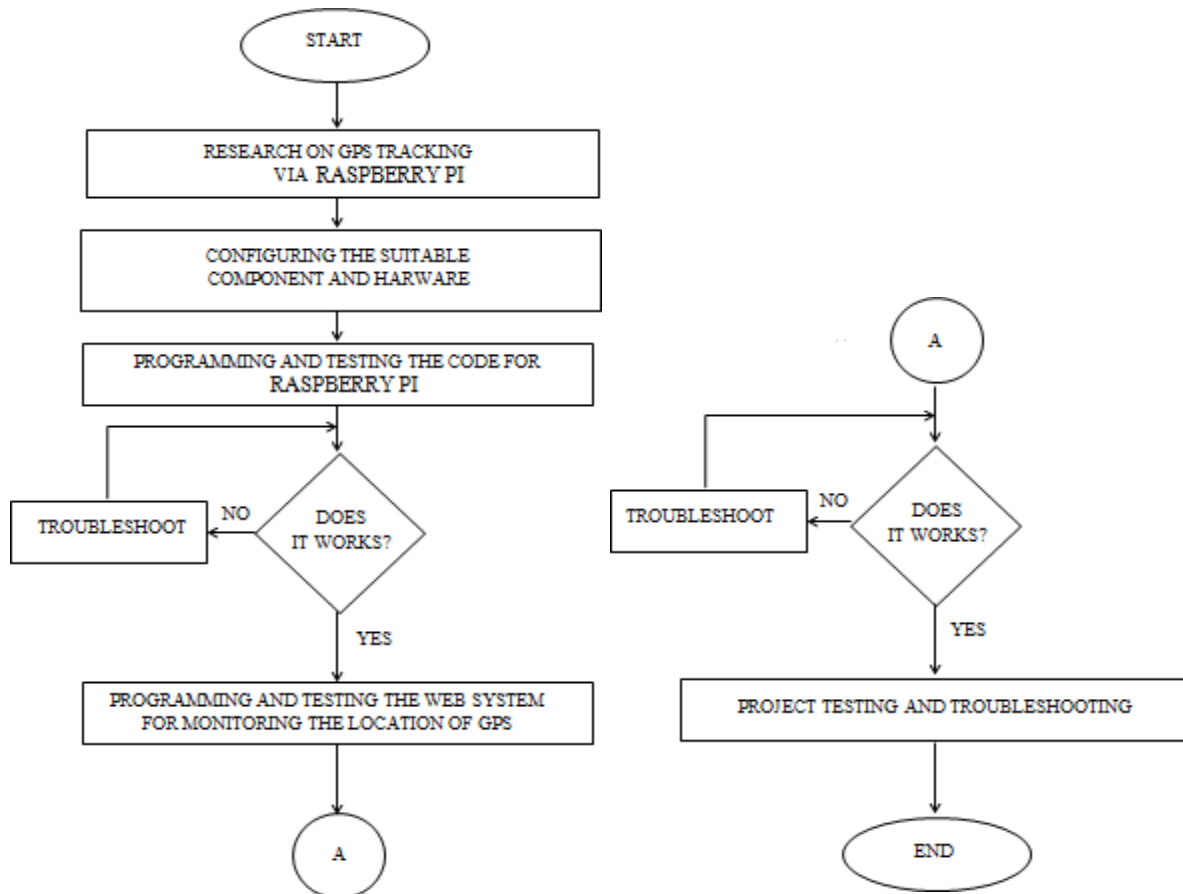 START
RESEARCH ON GPS TRACKING
VIA RASPBERRY PI
CONFIGURING THE SUITABLE
COMPONENT AND HARWARE
PROGRAMMING AND TESTING THE CODE FOR
RASPBERRY PI
TROUBLESHOOT
NO
DOES
IT WORKS?
YES
PROGRAMMING AND TESTING THE WEB SYSTEM
FOR MONITORING THE LOCATION OF GPS
A
A
TROUBLESHOOT
NO
DOES
IT WORKS?
YES
PROJECT TESTING AND TROUBLESHOOTING
END